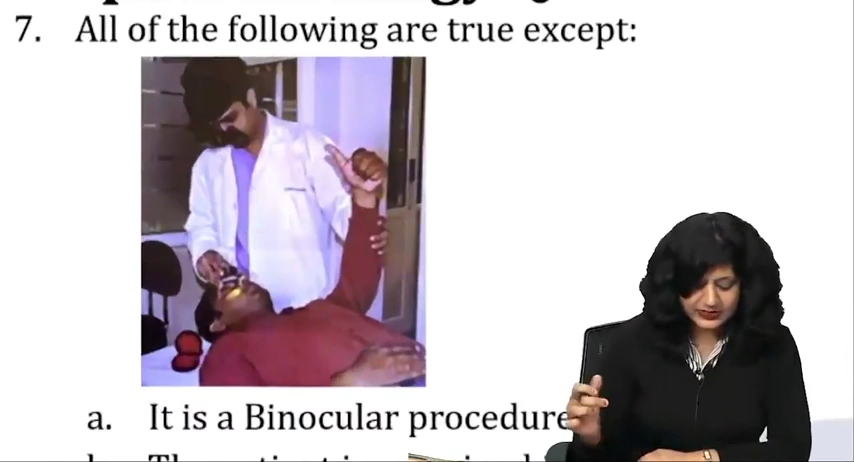 7. All of the following are true except:
a. It is a Binocular procedure